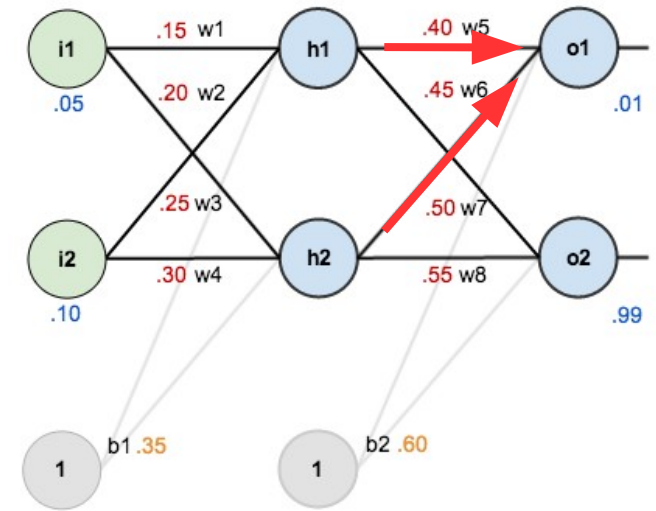 .15 w1
.40 w5
i1
h1
o1
.05
.20 w2
.45 w6
.01
.25 w3
.50 w7
i2
h2
o2
.30 w4
.55 w8
.10
.99
b1 .35
b2 .60
1
1